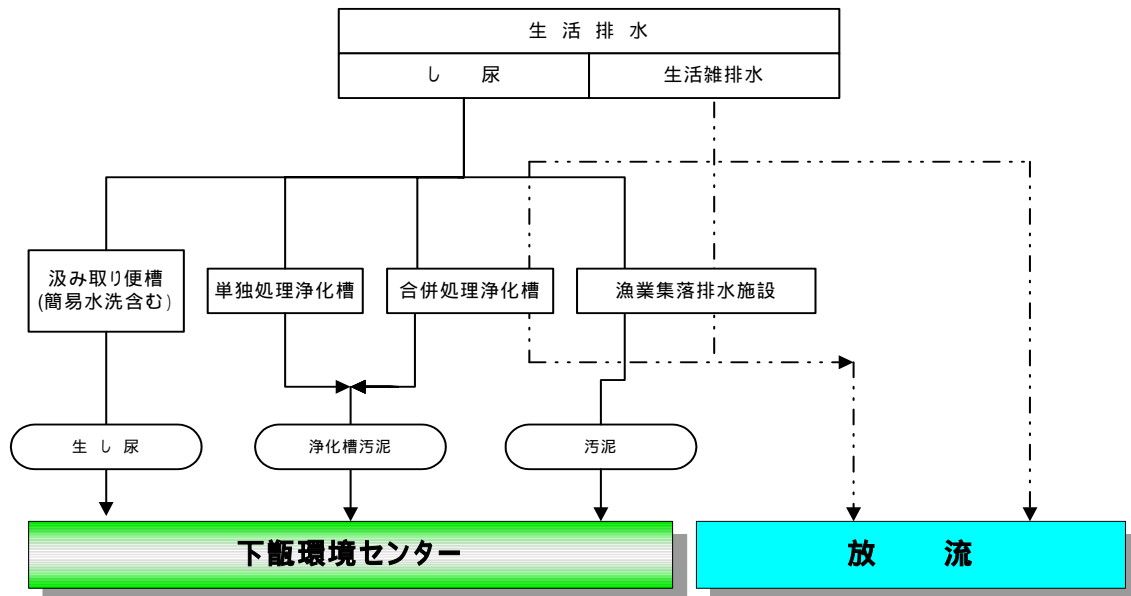 生 活 排 水
し 尿
生活雑排水
汲み取り便槽
(簡易水洗含む)
単独処理浄化槽
合併処理浄化槽
漁業集落排水施設
生 し 尿
浄化槽汚泥
汚泥
下甑環境センター
放 流